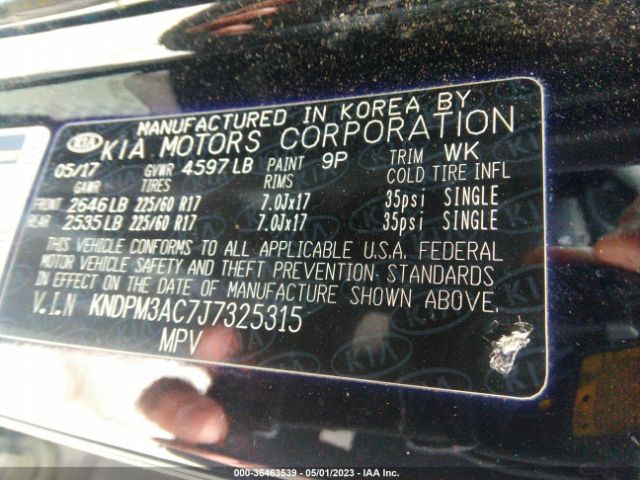 MANUFACTURED IN KOREA BY
KIA KIA MOTORS CORPORATION
05/17 GVWR 4597LB PAINT 9P TRIM WK
GAWR TIRES RIMS COLD TIRE INFL
FRONT 2646LB 225/60 R17 7.0Jx17 35psi SINGLE
REAR 2535LB 225/60 R17 7.0Jx17 35psi SINGLE
THIS VEHICLE CONFORMS TO ALL APPLICABLE U.S.A. FEDERAL
MOTOR VEHICLE SAFETY AND THEFT PREVENTION STANDARDS
IN EFFECT ON THE DATE OF MANUFACTURE SHOWN ABOVE.
V.I.N KNDPM3AC7J7325315
MPV
000-36463539 - 05/01/2023 - IAA Inc.